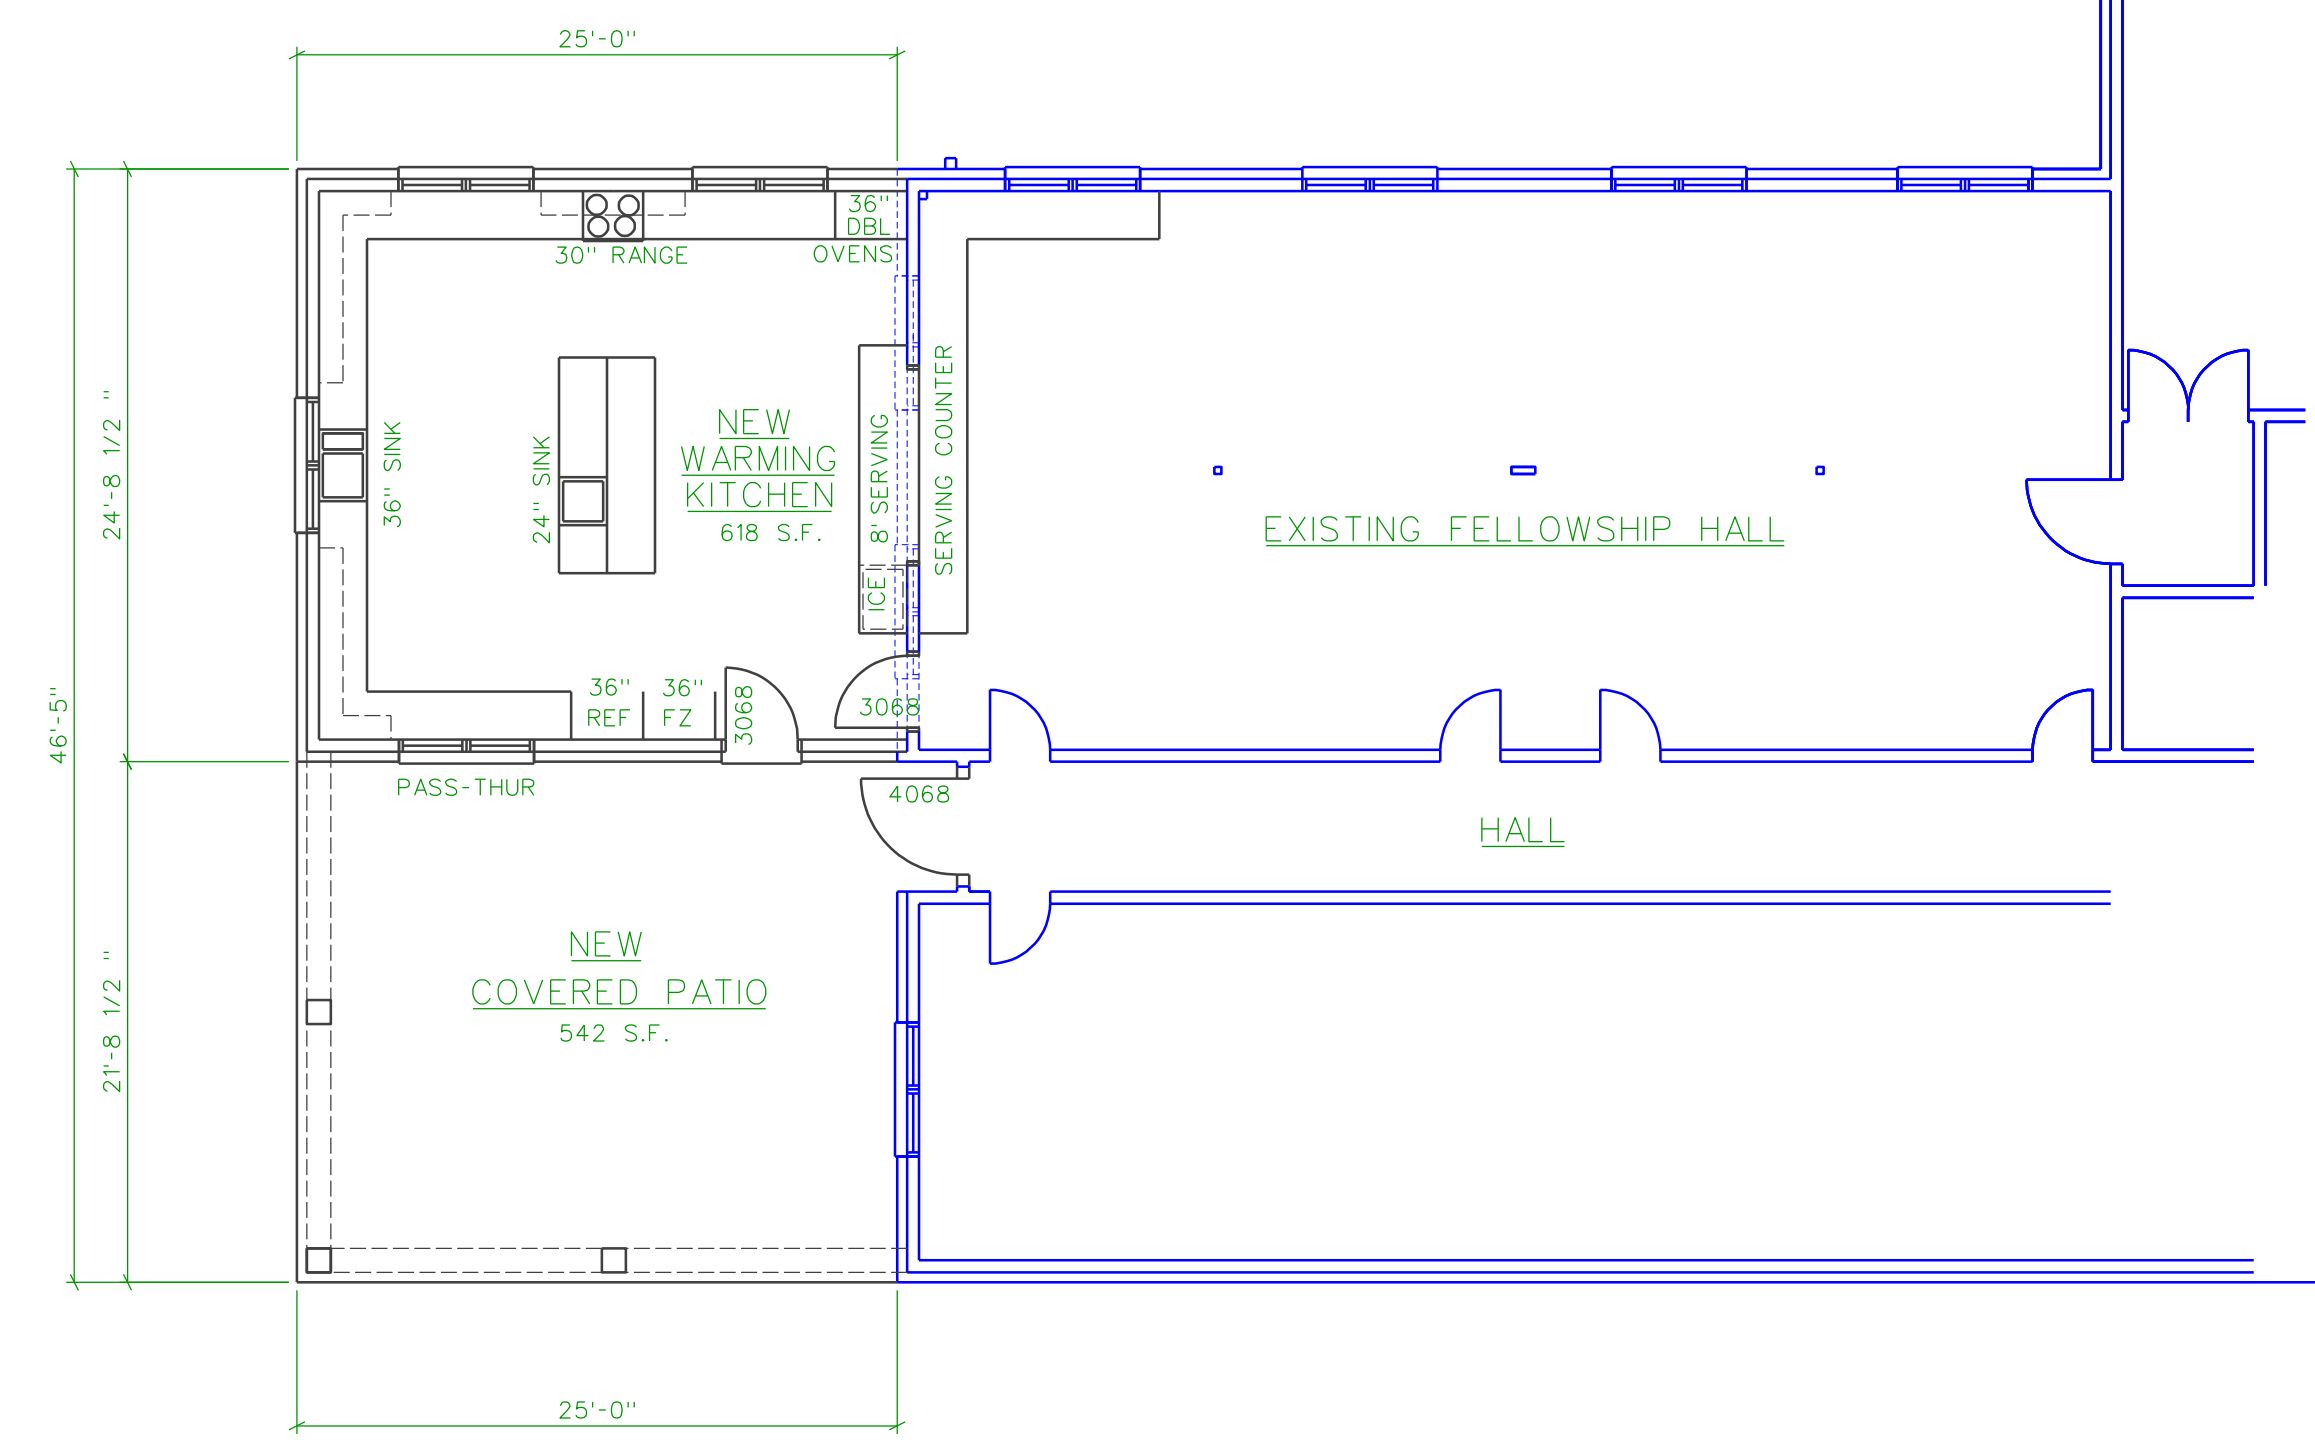 25'-0"
36"
DBL
OVENS
30" RANGE
24'-8 1/2 "
46'-5"
21'-8 1/2 "
36" SINK
24" SINK
NEW
WARMING
KITCHEN
618 S.F.
8' SERVING
SERVING COUNTER
ICE
EXISTING FELLOWSHIP HALL
36"
REF
36"
FZ
3068
3068
PASS-THUR
4068
HALL
NEW
COVERED PATIO
542 S.F.
25'-0"